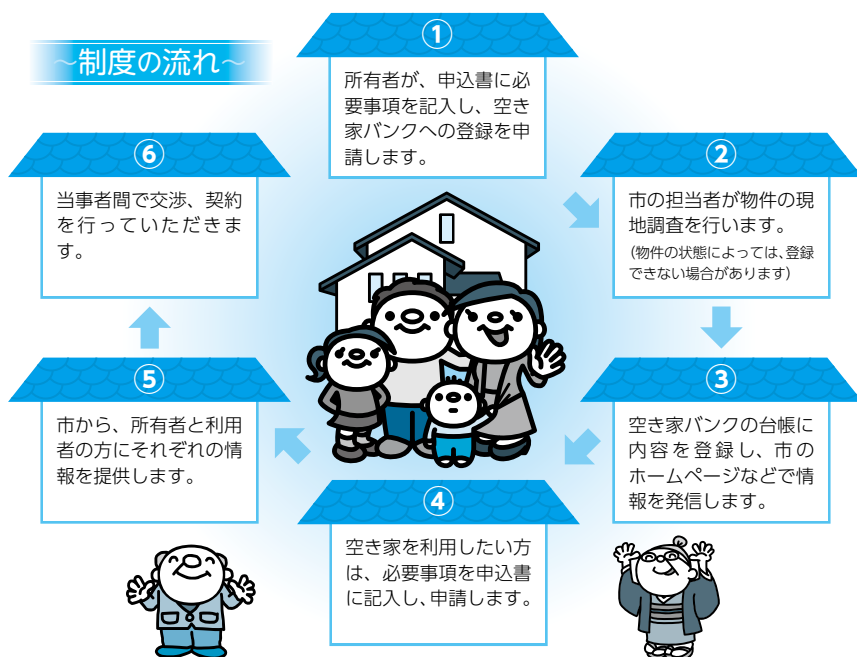 ～制度の流れ～
①
所有者が、申込書に必
要事項を記入し、空き
家バンクへの登録を申
請します。
②
市の担当者が物件の現
地調査を行います。
(物件の状態によっては、登録
できない場合があります)
③
空き家バンクの台帳に
内容を登録し、市の
ホームページなどで情
報を発信します。
④
空き家を利用したい方
は、必要事項を申込書
に記入し、申請します。
⑤
市から、所有者と利用
者の方にそれぞれの情
報を提供します。
⑥
当事者間で交渉、契約
を行っていただきま
す。